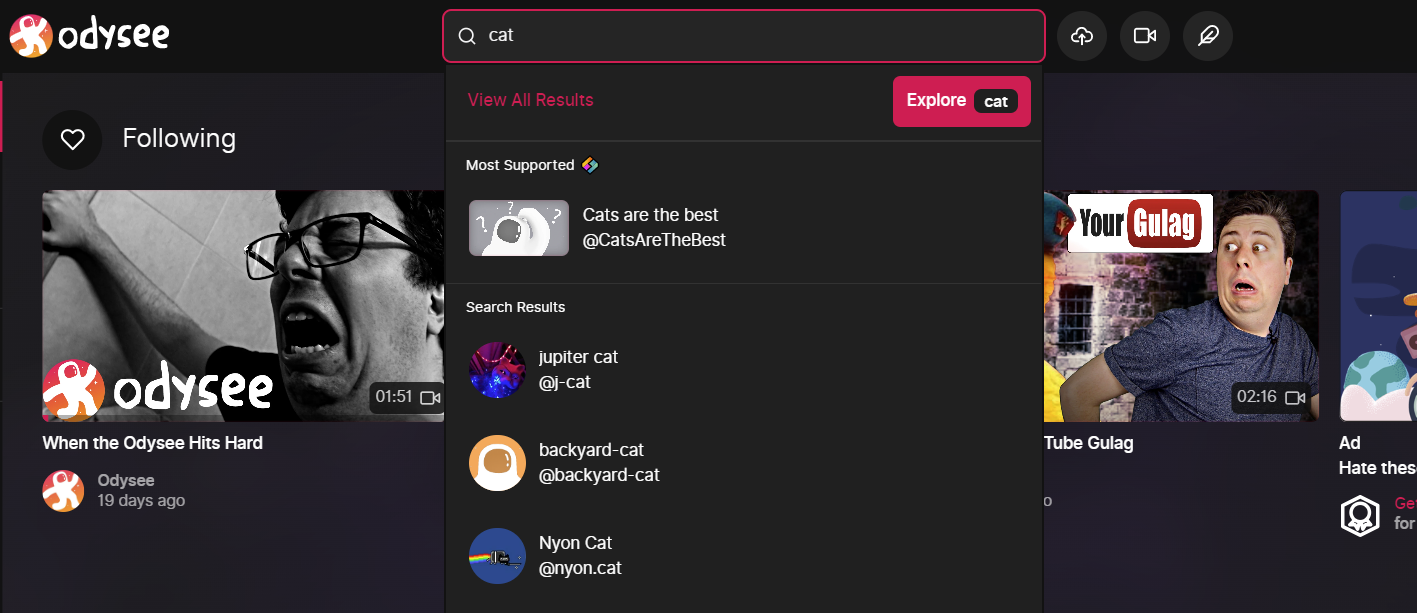 odysee
cat
View All Results
Explore cat
Following
Most Supported
Cats are the best
@CatsAreTheBest
Search Results
jupiter cat
@j-cat
backyard-cat
@backyard-cat
Nyon Cat
@nyon.cat
odysee
01:51
When the Odysee Hits Hard
Odysee
19 days ago
Your Gulag
02:16
Tube Gulag
Ad
Hate these
for